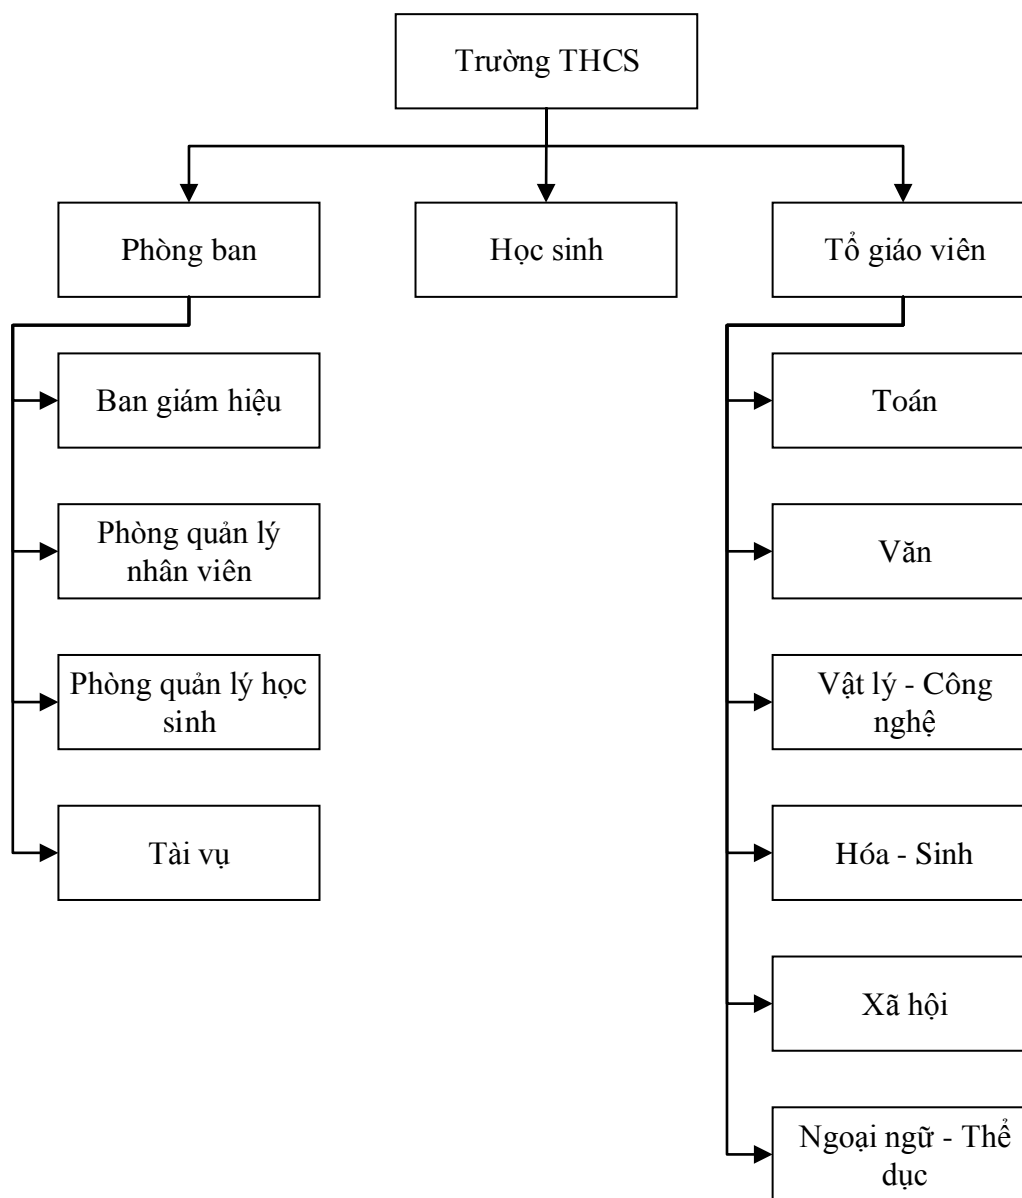 Trường THCS
Phòng ban
Học sinh
Tổ giáo viên
Ban giám hiệu
Toán
Phòng quản lý
nhân viên
Văn
Phòng quản lý học
sinh
Vật lý - Công
nghệ
Tài vụ
Hóa - Sinh
Xã hội
Ngoại ngữ - Thể
dục